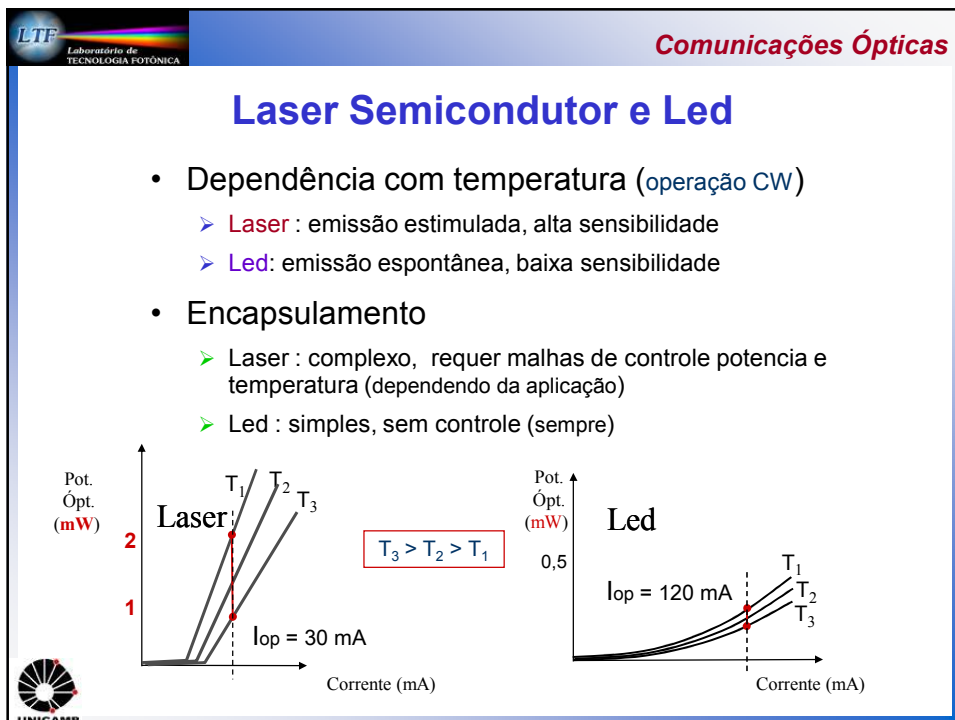 LTF
Laboratório de
TECNOLOGIA FOTÔNICA
Comunicações Ópticas
Laser Semicondutor e Led
• Dependência com temperatura (operação CW)
➢ Laser : emissão estimulada, alta sensibilidade
➢ Led: emissão espontânea, baixa sensibilidade
• Encapsulamento
➢ Laser : complexo, requer malhas de controle potencia e
temperatura (dependendo da aplicação)
➢ Led : simples, sem controle (sempre)
Pot.
Ópt.
(mW)
2
1
Laser
T1
T2
T3
Iop = 30 mA
Corrente (mA)
T3 > T2 > T1
Pot.
Ópt.
(mW)
0,5
Led
Iop = 120 mA
T1
T2
T3
Corrente (mA)
UNICAMP